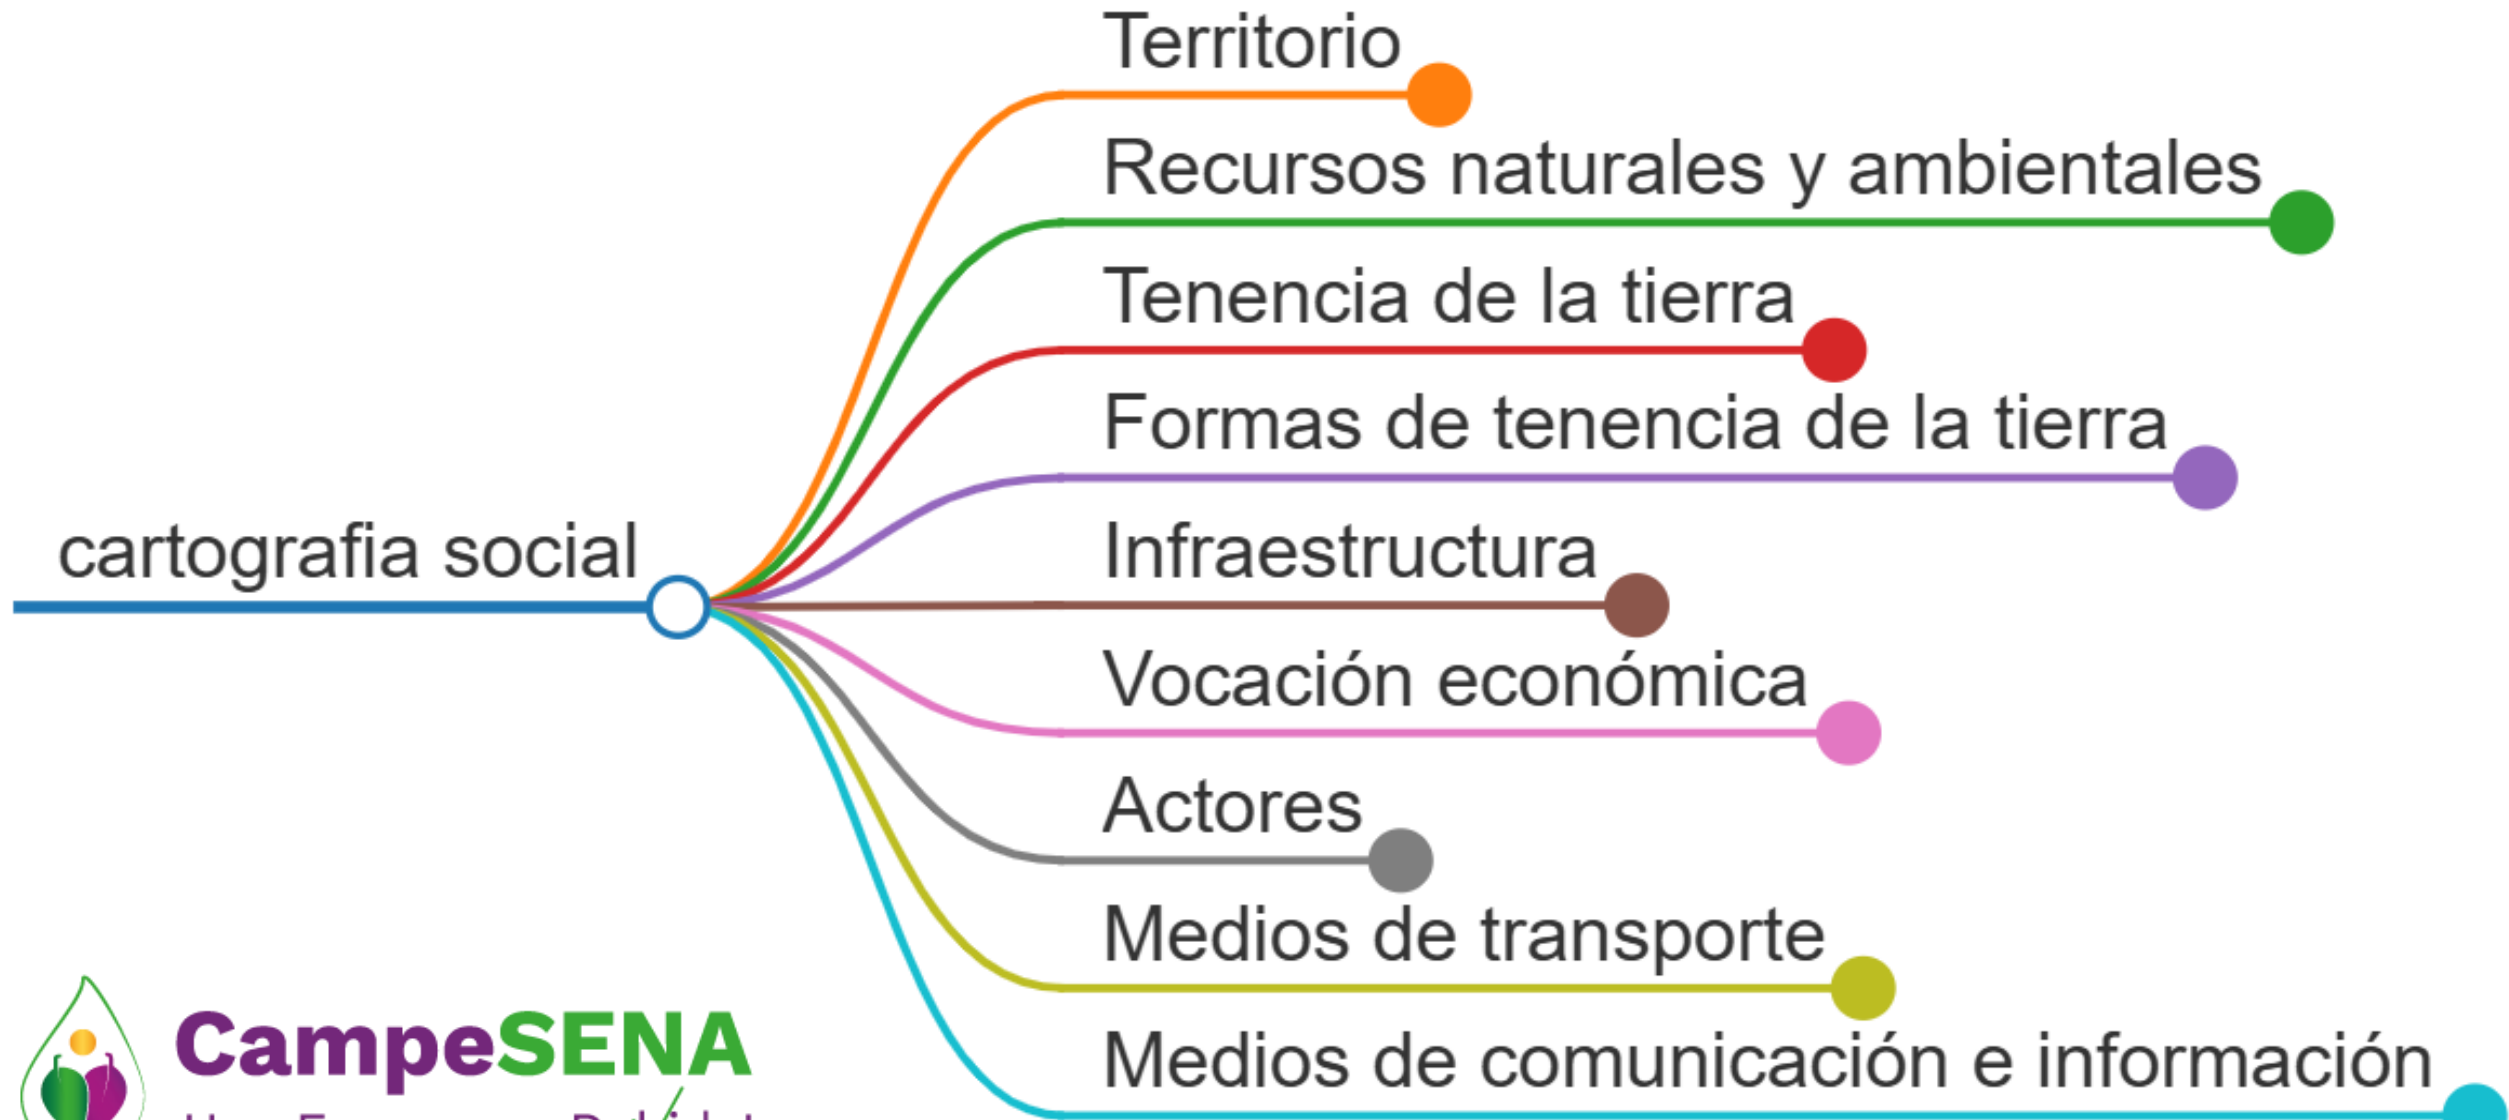 Territorio
Recursos naturales y ambientales
Tenencia de la tierra
Formas de tenencia de la tierra
cartografia social
Infraestructura
Vocación económica
Actores
Medios de transporte
Medios de comunicación e información
CampeSENA